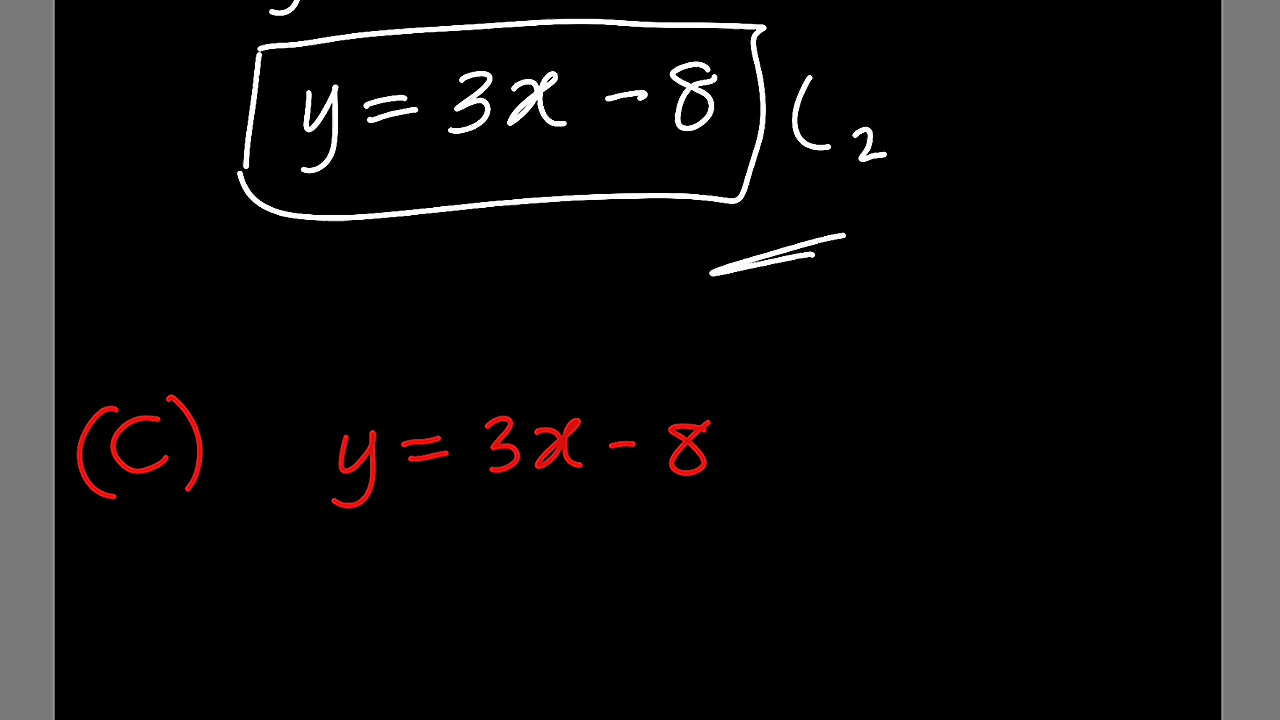 y = 3x - 8 L2
(C) y = 3x - 8